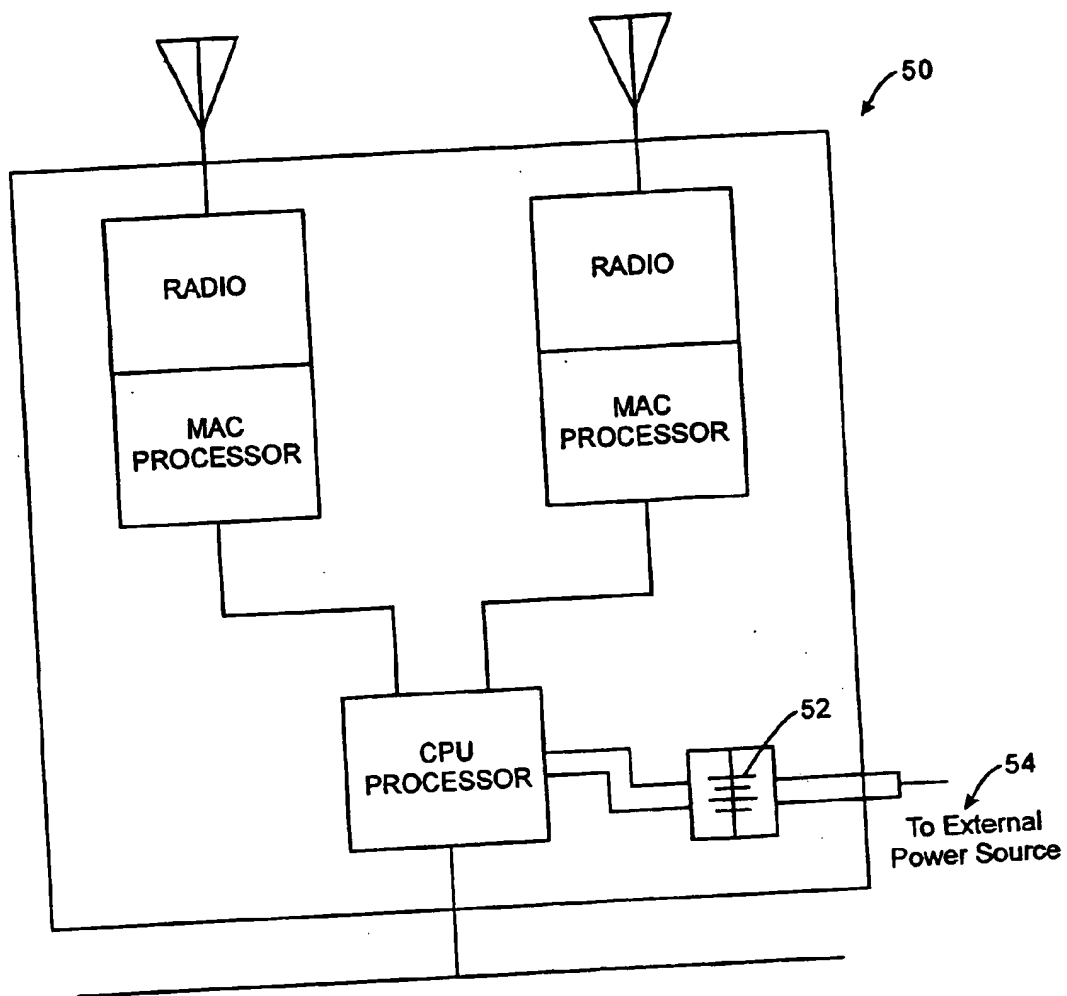 50
RADIO
RADIO
MAC
PROCESSOR
MAC
PROCESSOR
CPU
PROCESSOR
52
54
To External
Power Source